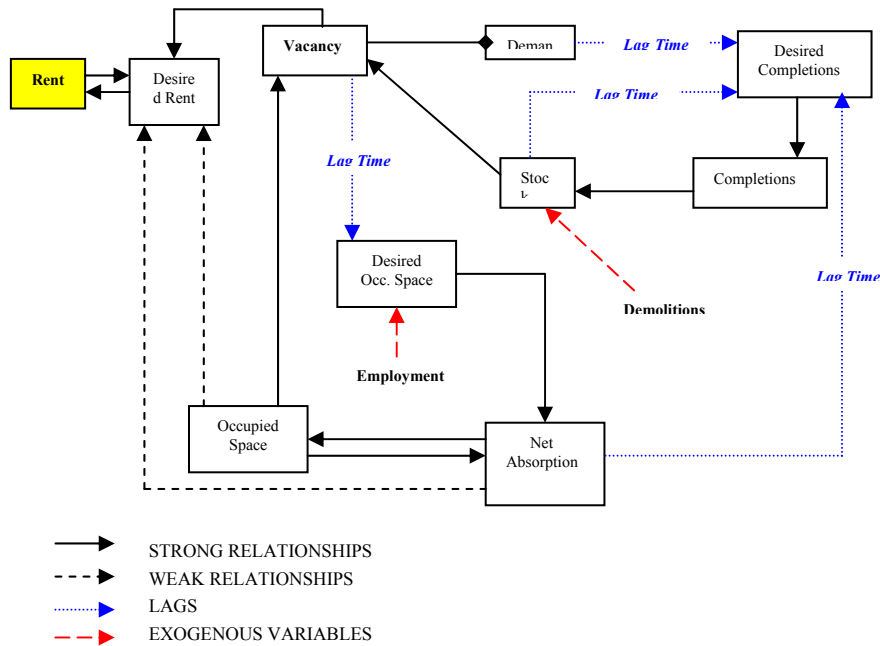 Vacancy
Deman
Lag Time
Desired
Completions
Rent
Desire
d Rent
Lag Time
Lag Time
Stoc
k
Completions
Desired
Occ. Space
Lag Time
Demolitions
Employment
Occupied
Space
Net
Absorption
STRONG RELATIONSHIPS
WEAK RELATIONSHIPS
LAGS
EXOGENOUS VARIABLES